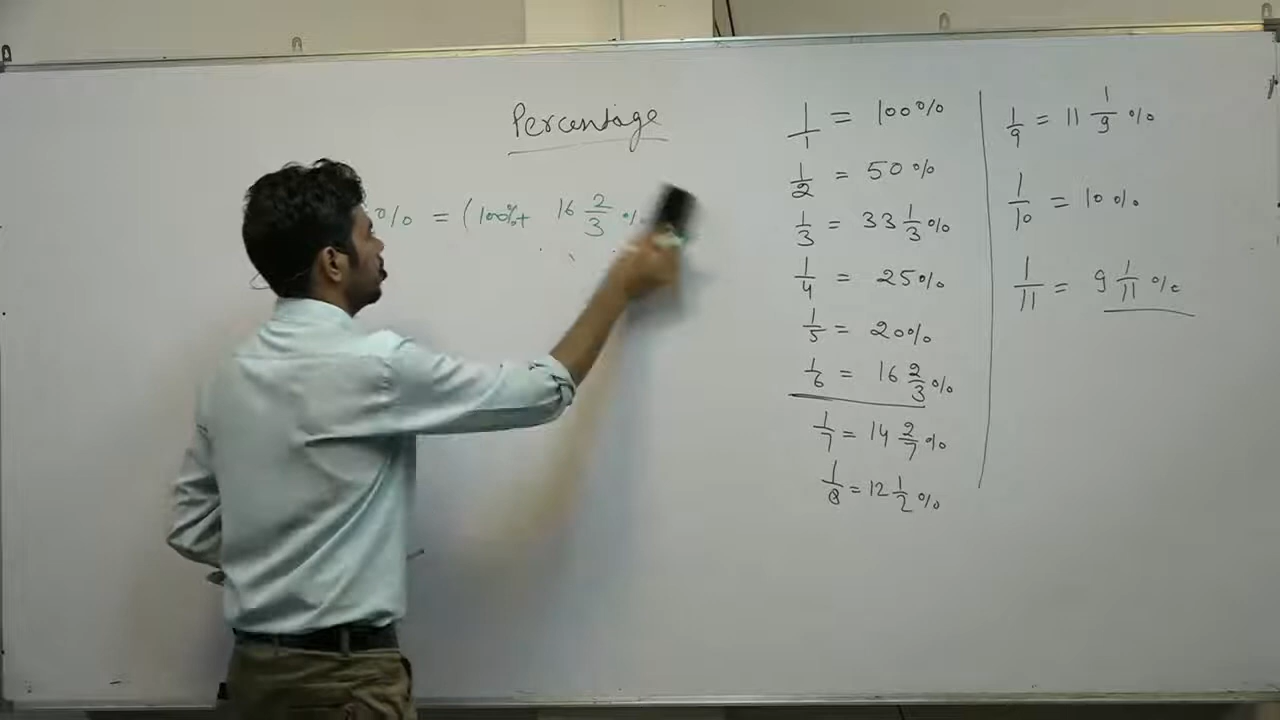 Percentage
% = (100% + 16 2/3 %
1/1 = 100%
1/2 = 50%
1/3 = 33 1/3 %
1/4 = 25%
1/5 = 20%
1/6 = 16 2/3 %
1/7 = 14 2/7 %
1/8 = 12 1/2 %
1/9 = 11 1/9 %
1/10 = 10%
1/11 = 9 1/11 %